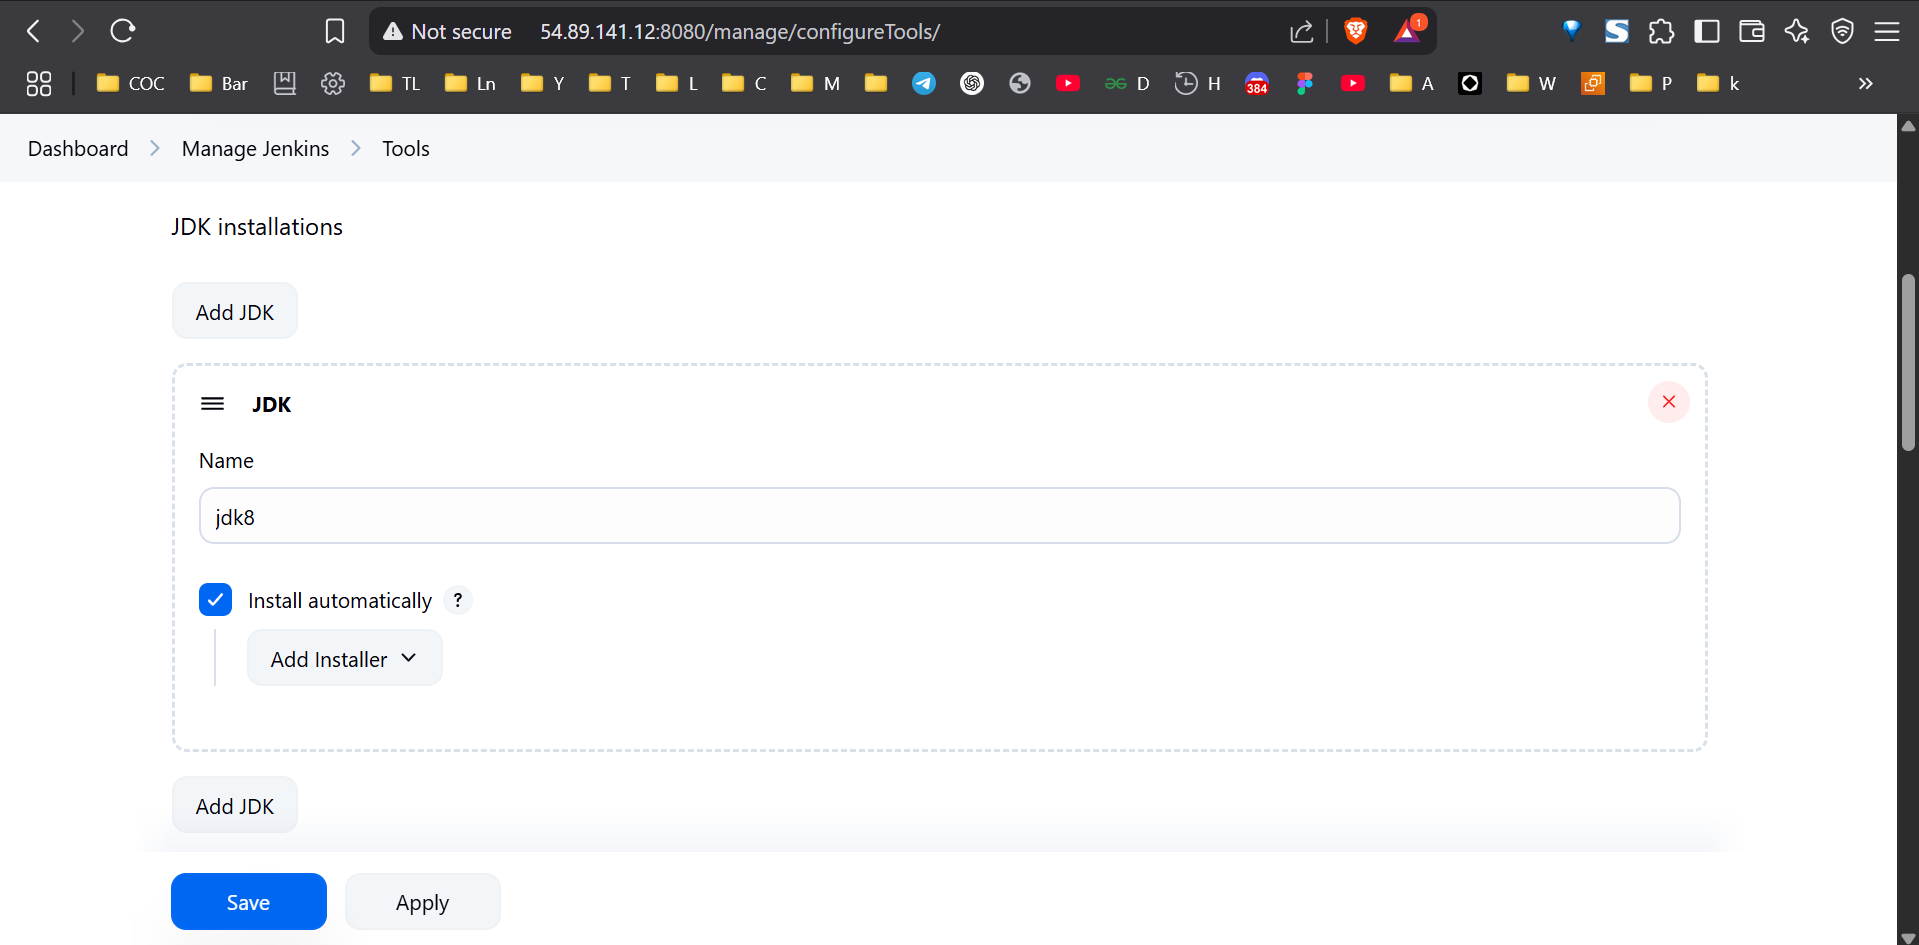 Not secure 54.89.141.12:8080/manage/configureTools/ 1
COC Bar TL Ln Y T L C M D H 384 A W P k »
Dashboard > Manage Jenkins > Tools
JDK installations
Add JDK
JDK
Name
jdk8
Install automatically ?
Add Installer
Add JDK
Save Apply